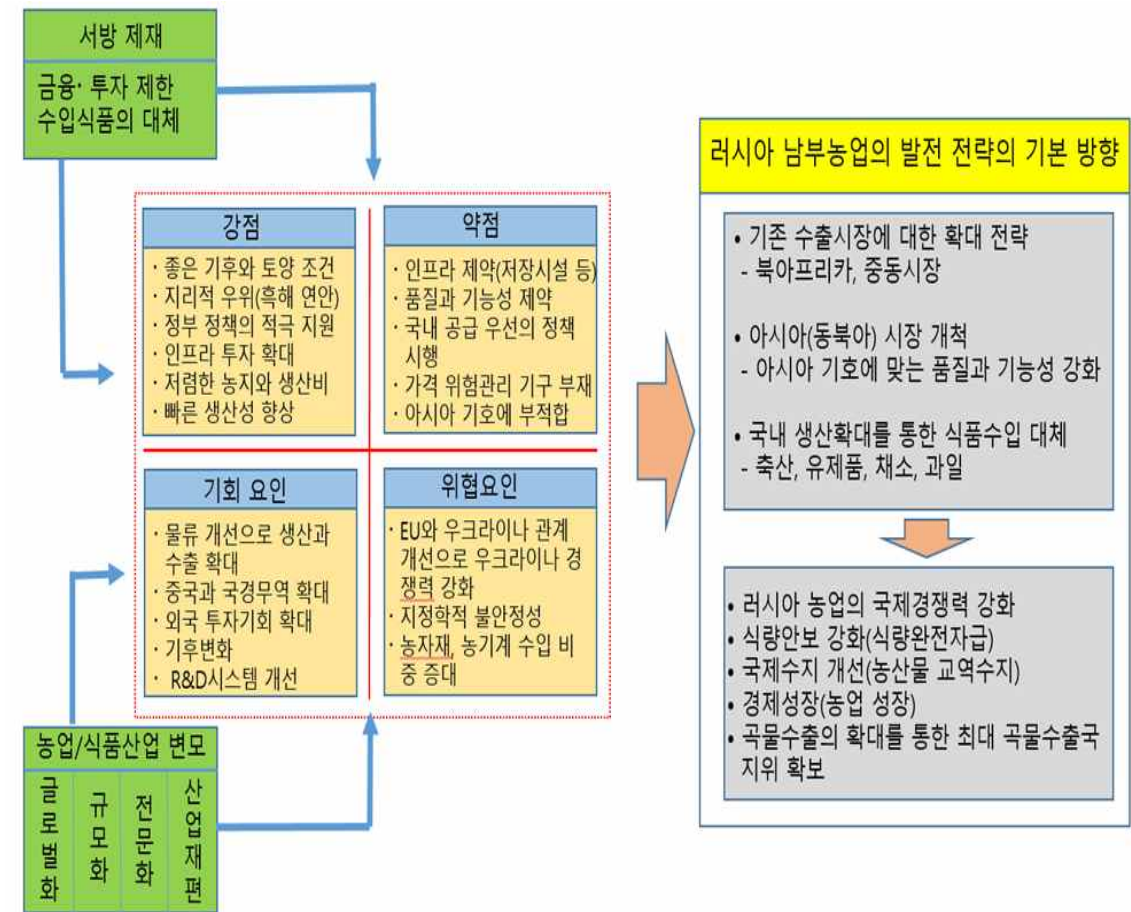 서방 제재
금융· 투자 제한
수입식품의 대체
강점
· 좋은 기후와 토양 조건
· 지리적 우위(흑해 연안)
· 정부 정책의 적극 지원
· 인프라 투자 확대
· 저렴한 농지와 생산비
· 빠른 생산성 향상
약점
· 인프라 제약(저장시설 등)
· 품질과 기능성 제약
· 국내 공급 우선의 정책
시행
· 가격 위험관리 기구 부재
· 아시아 기호에 부적합
기회 요인
· 물류 개선으로 생산과
수출 확대
· 중국과 국경무역 확대
· 외국 투자기회 확대
· 기후변화
· R&D시스템 개선
위협요인
· EU와 우크라이나 관계
개선으로 우크라이나 경
쟁력 강화
· 지정학적 불안정성
· 농자재, 농기계 수입 비
중 증대
농업/식품산업 변모
글로벌화
규모화
전문화
산업재편
러시아 남부농업의 발전 전략의 기본 방향
• 기존 수출시장에 대한 확대 전략
- 북아프리카, 중동시장
• 아시아(동북아) 시장 개척
- 아시아 기호에 맞는 품질과 기능성 강화
• 국내 생산확대를 통한 식품수입 대체
- 축산, 유제품, 채소, 과일
• 러시아 농업의 국제경쟁력 강화
• 식량안보 강화(식량완전자급)
• 국제수지 개선(농산물 교역수지)
• 경제성장(농업 성장)
• 곡물수출의 확대를 통한 최대 곡물수출국
지위 확보